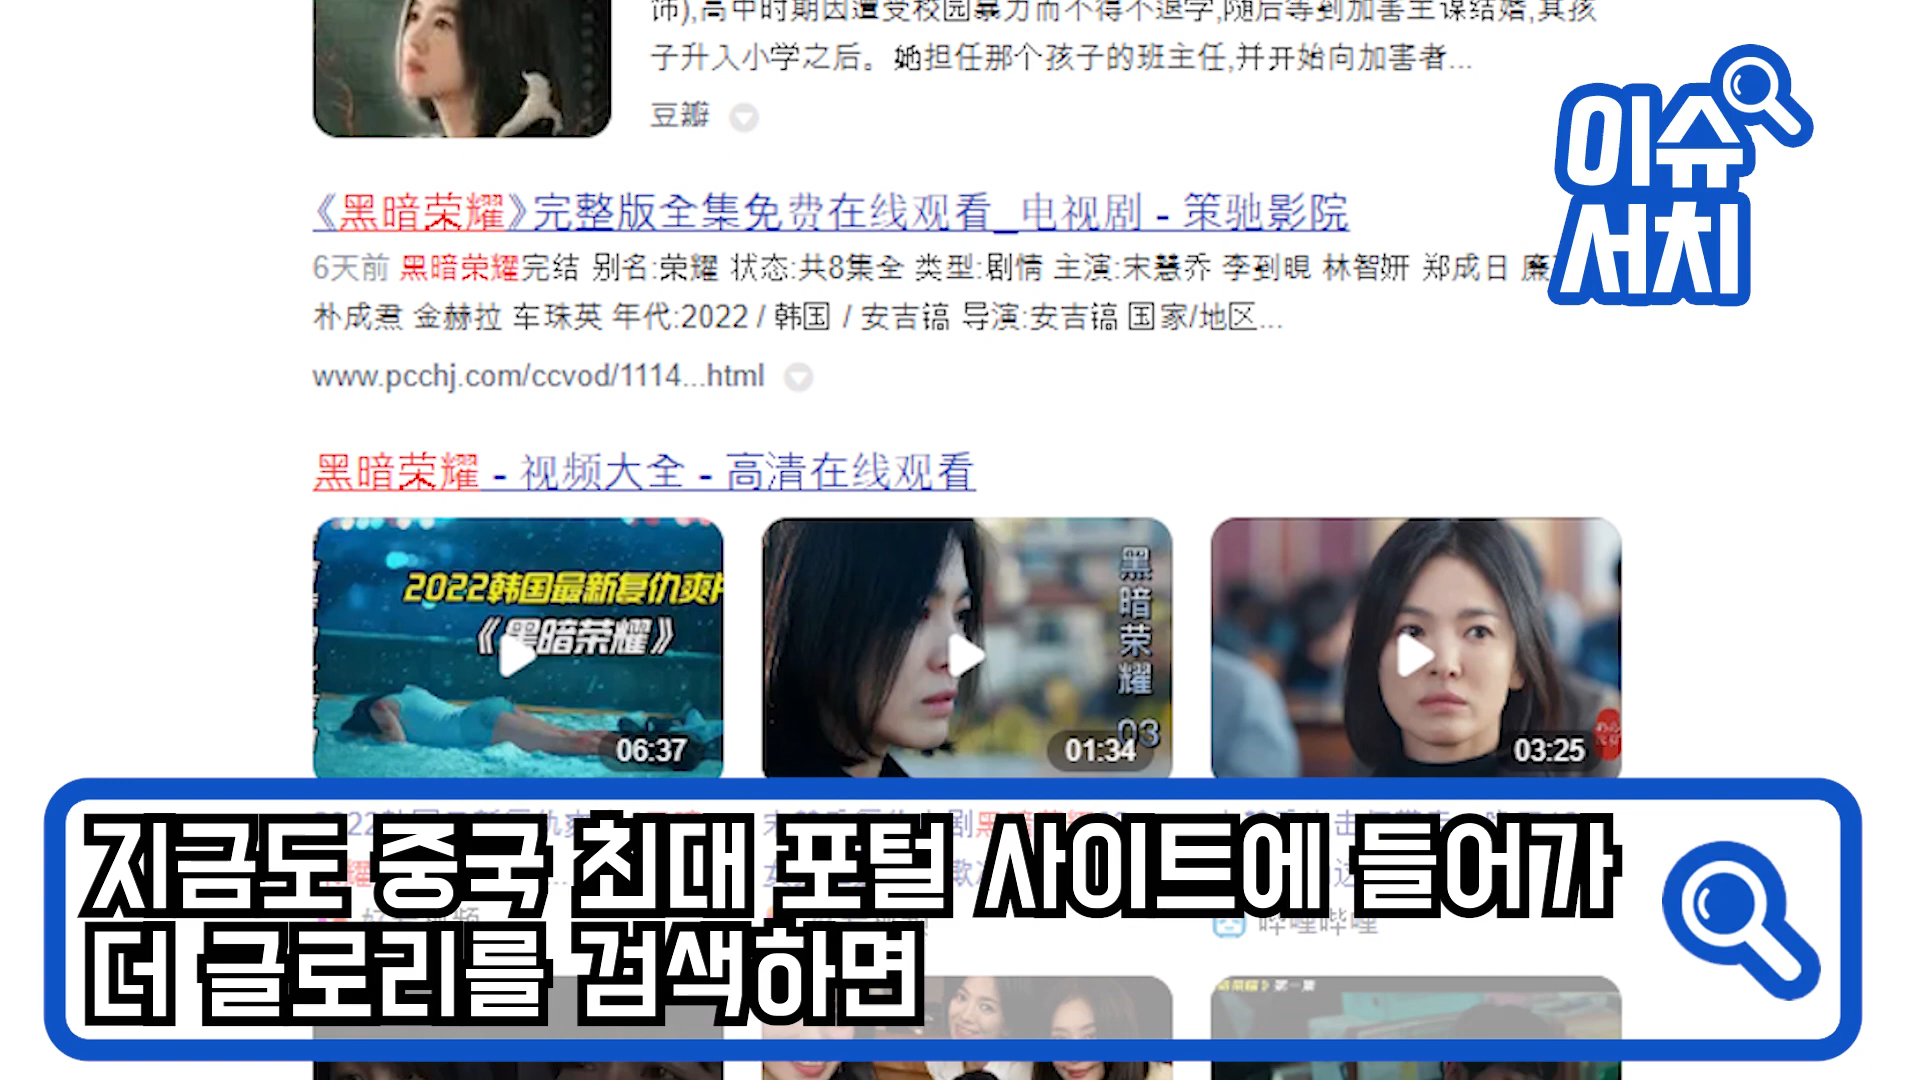 饰),高中时期因遭受校园暴力而不得不退学,随后等到加害主谋结婚,其孩
子升入小学之后。她担任那个孩子的班主任,并开始向加害者...
豆瓣
이슈
서치
《黑暗荣耀》完整版全集免费在线观看_电视剧 - 策驰影院
6天前 黑暗荣耀完结 别名:荣耀 状态:共8集全 类型:剧情 主演:宋慧乔 李到晛 林智妍 郑成日 廉
朴成焄 金赫拉 车珠英 年代:2022 / 韩国 / 安吉镐 导演:安吉镐 国家/地区...
www.pcchj.com/ccvod/1114...html
黑暗荣耀 - 视频大全 - 高清在线观看
2022韩国最新复仇爽片
《黑暗荣耀》
06:37
黑暗荣耀
03
01:34
03:25
지금도 중국 최대 포털 사이트에 들어가
더 글로리를 검색하면
哔哩哔哩
第一集